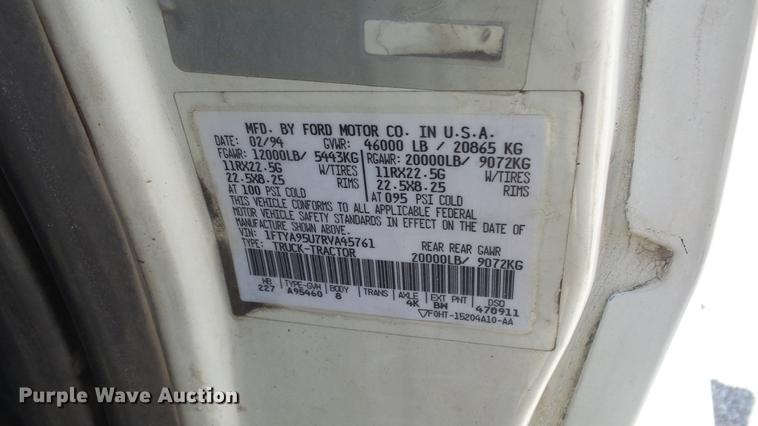 MFD. BY FORD MOTOR CO. IN U.S.A.
DATE: 02/94 GVWR: 46000 LB / 20865 KG
FGAWR: 12000LB/ 5443KG RGAWR: 20000LB/ 9072KG
11RX22.5G W/TIRES 11RX22.5G W/TIRES
22.5X8.25 RIMS 22.5X8.25 RIMS
AT 100 PSI COLD AT 095 PSI COLD
THIS VEHICLE CONFORMS TO ALL APPLICABLE FEDERAL
MOTOR VEHICLE SAFETY STANDARDS IN EFFECT ON THE DATE OF
MANUFACTURE SHOWN ABOVE.
VIN: 1FTYA95U7RVA45761 REAR REAR GAWR
TYPE: TRUCK-TRACTOR 20000LB/ 9072KG
WB TYPE-GVW BODY TRANS AXLE EXT PNT DSO
227 A95460 8 4K BW 470911
▽F0HT-15204A10-AA
Purple Wave Auction